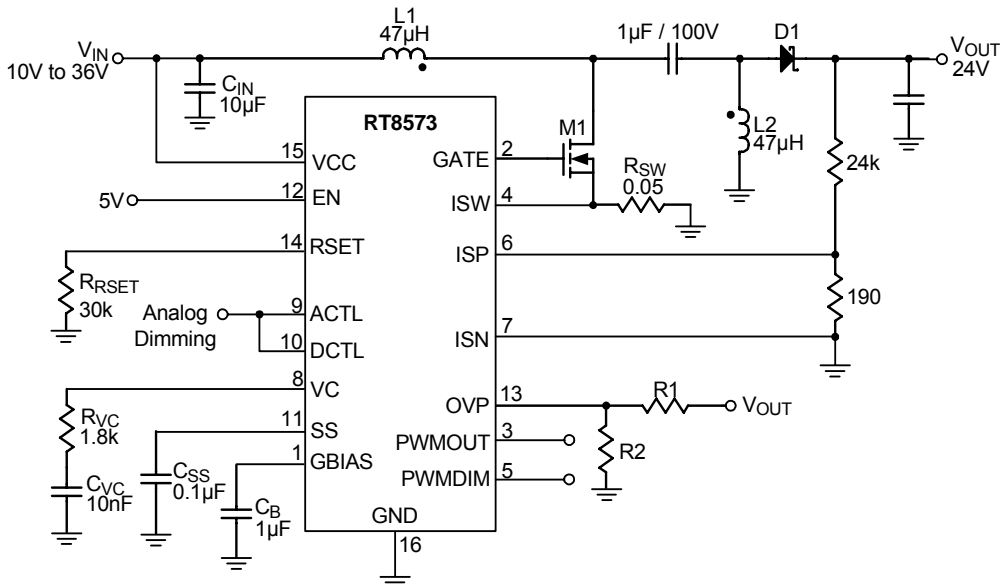 L1
47µH
1µF / 100V
D1
VIN
10V to 36V
VOUT
24V
CIN
10µF
RT8573
M1
L2
47µH
24k
15
VCC
GATE
2
RSW
0.05
12
EN
5V
ISW
4
14
RSET
ISP
6
RRSET
30k
190
Analog
Dimming
9
ACTL
10
DCTL
ISN
7
8
VC
OVP
13
R1
VOUT
RVC
1.8k
11
SS
PWMOUT
3
R2
1
GBIAS
PWMDIM
5
CVC
10nF
CSS
0.1µF
CB
1µF
GND
16